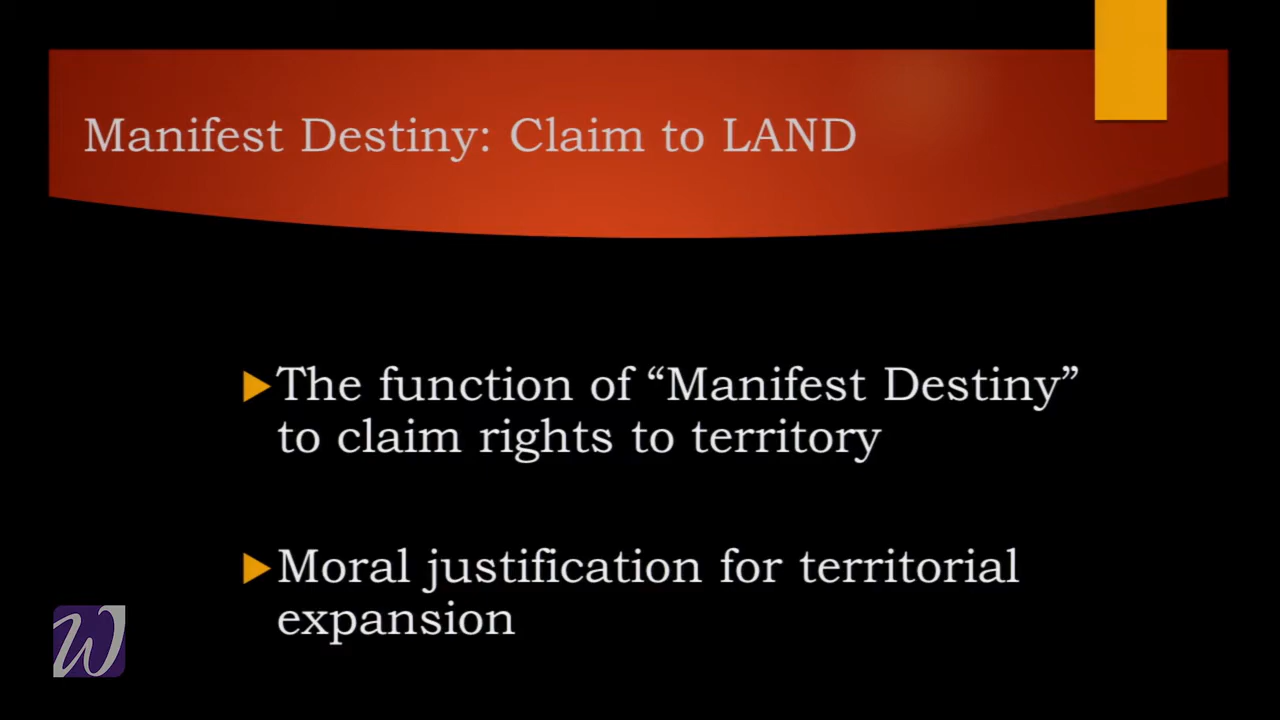 Manifest Destiny: Claim to LAND
The function of “Manifest Destiny”
to claim rights to territory
Moral justification for territorial
expansion
W